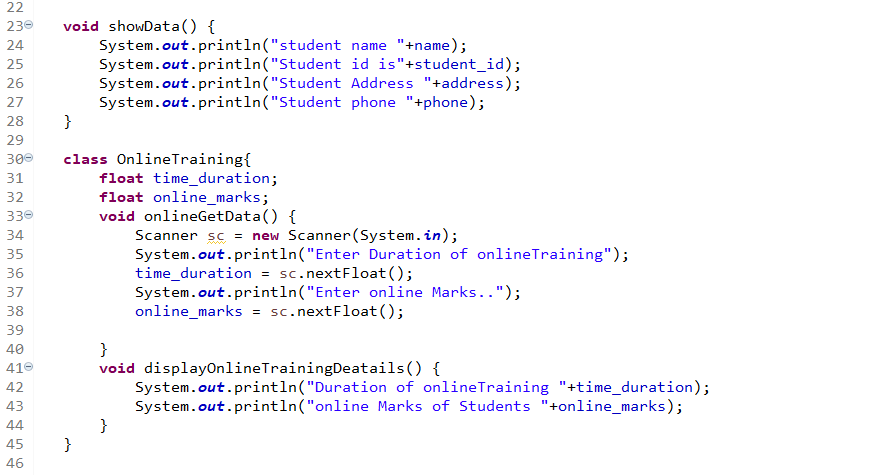 22
23 void showData() {
24 System.out.println("student name "+name);
25 System.out.println("Student id is"+student_id);
26 System.out.println("Student Address "+address);
27 System.out.println("Student phone "+phone);
28 }
29
30 class OnlineTraining{
31 float time_duration;
32 float online_marks;
33 void onlineGetData() {
34 Scanner sc = new Scanner(System.in);
35 System.out.println("Enter Duration of onlineTraining");
36 time_duration = sc.nextFloat();
37 System.out.println("Enter online Marks..");
38 online_marks = sc.nextFloat();
39
40 }
41 void displayOnlineTrainingDeatails() {
42 System.out.println("Duration of onlineTraining "+time_duration);
43 System.out.println("online Marks of Students "+online_marks);
44 }
45 }
46